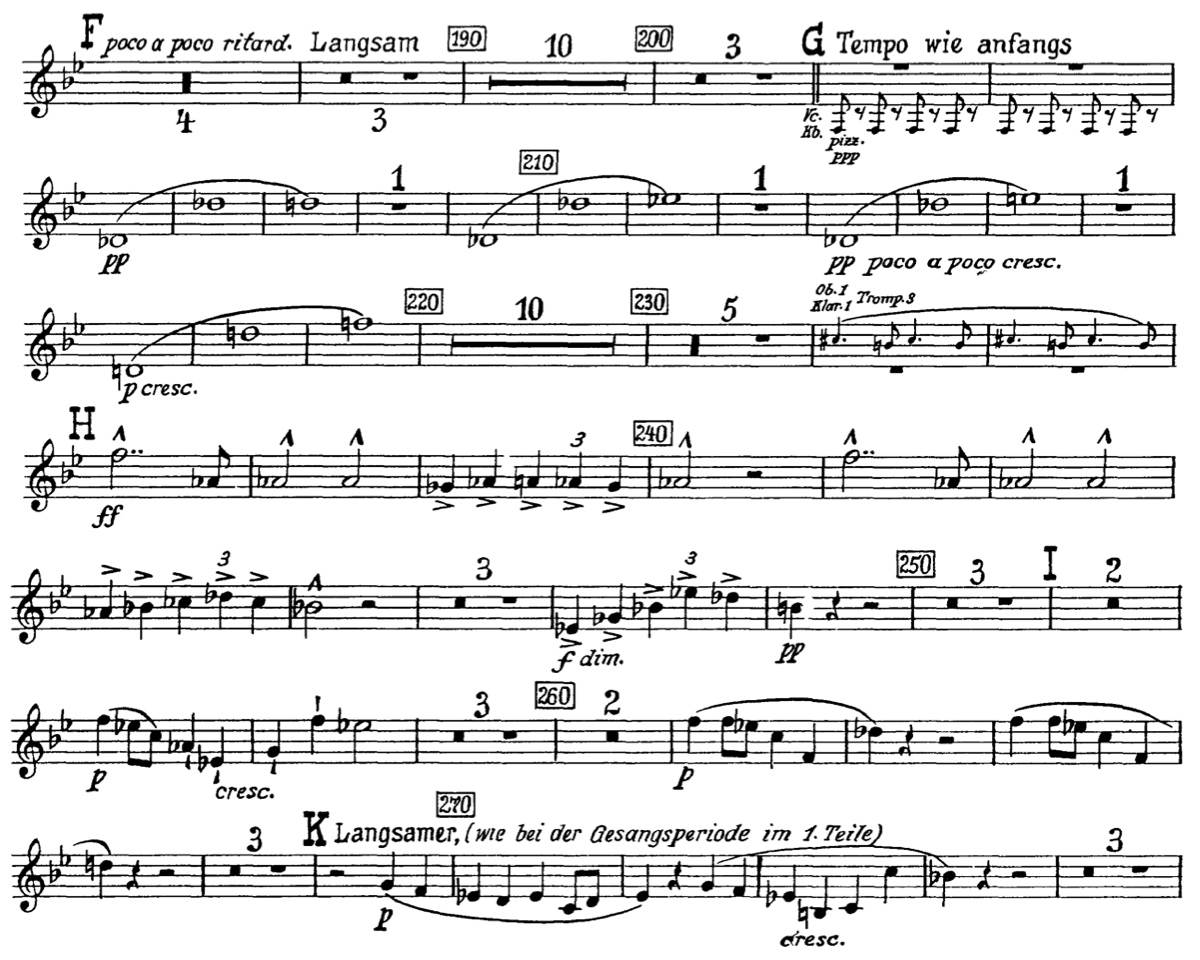 F poco a poco ritard. Langsam 190 10 200 3 G Tempo wie anfangs
4 3 Vc. Kb. pizz.
ppp
1 210 1 1
pp pp poco a poco cresc.
220 10 230 5 Ob. 1 Klar. 1 Tromp. 3
p cresc.
H 3 240
ff
3 3 3 250 3 I 2
f dim. pp
3 260 2
p cresc. p
3 K Langsamer, (wie bei der Gesangsperiode im 1. Teile) 270 3
p cresc.